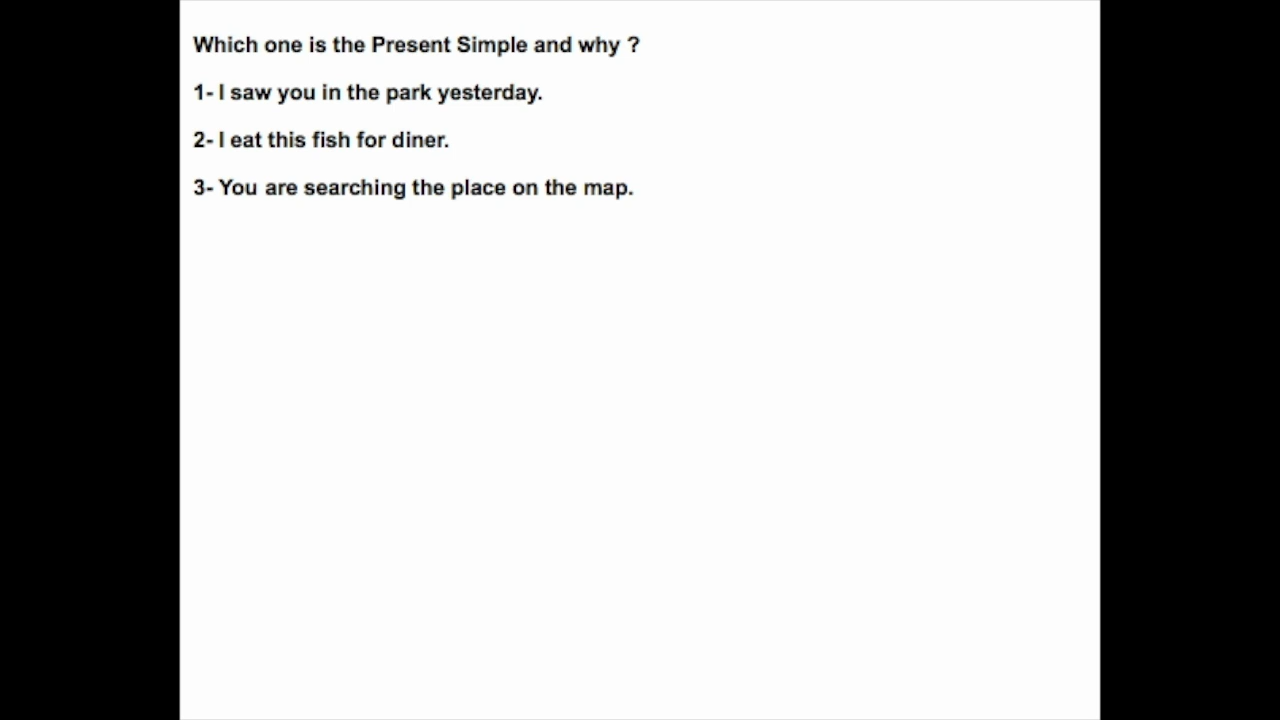 Which one is the Present Simple and why ?
1- I saw you in the park yesterday.
2- I eat this fish for diner.
3- You are searching the place on the map.